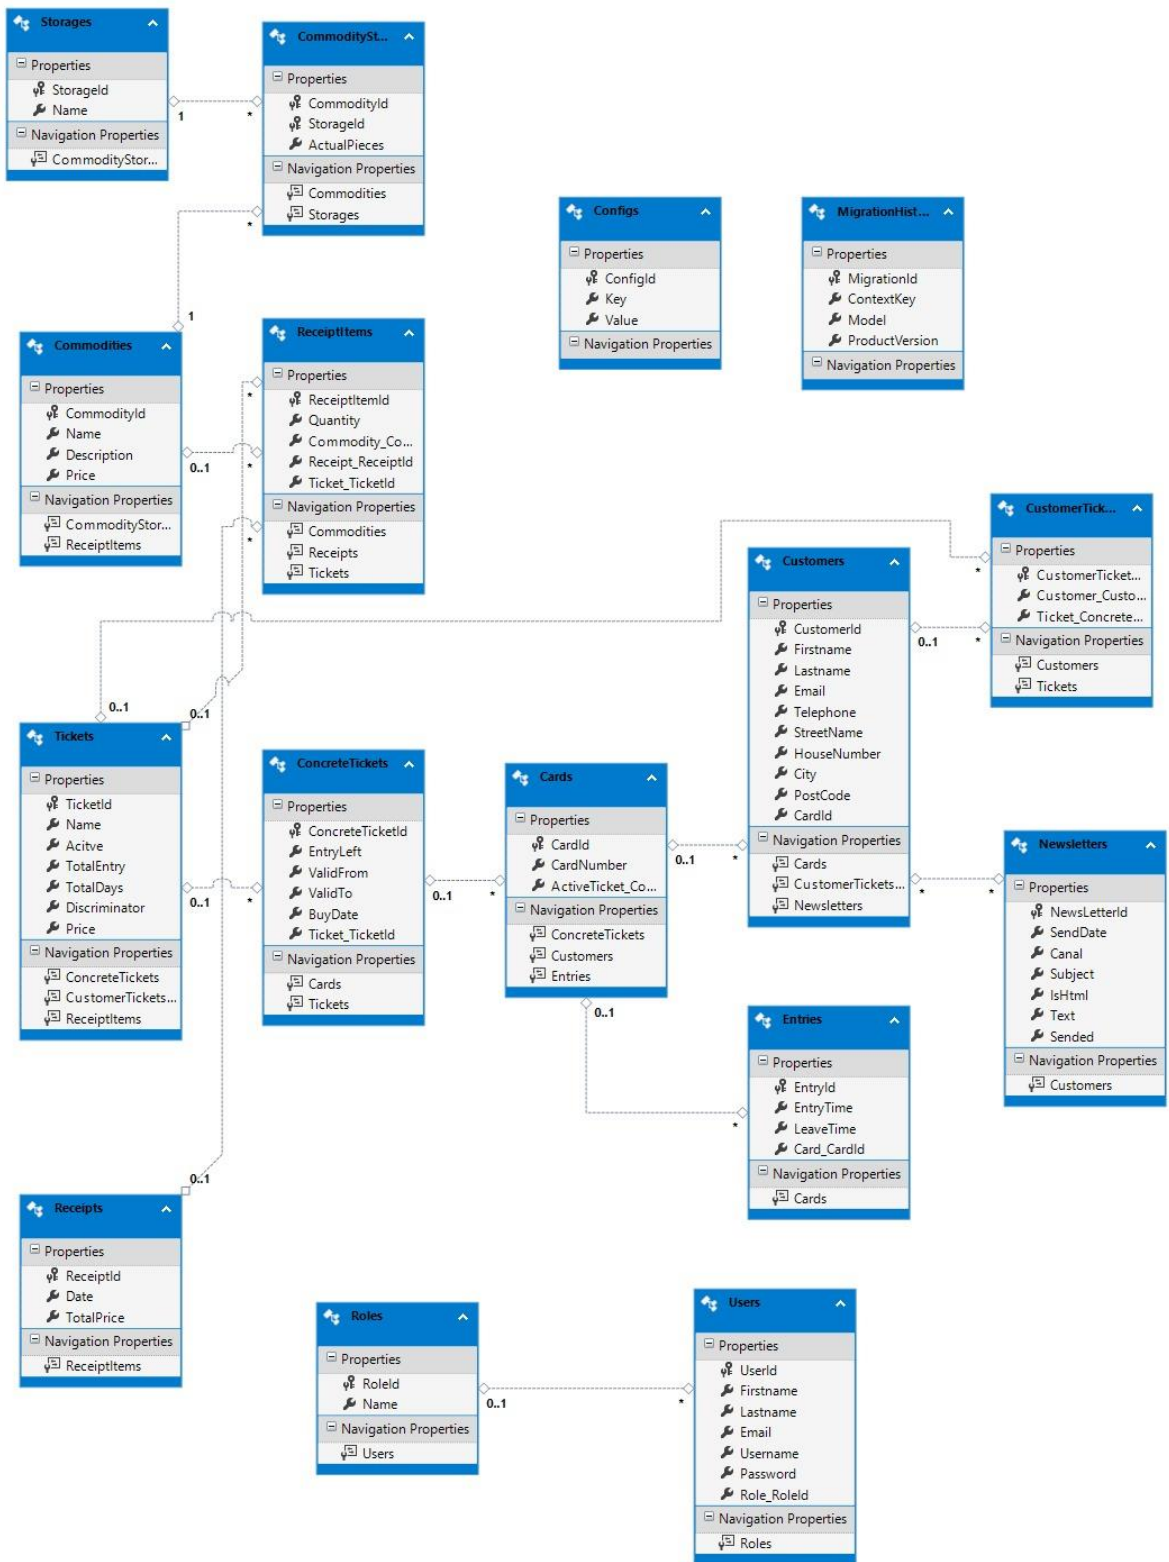 Storages
Properties
StorageId
Name
Navigation Properties
CommodityStor...
1
*
CommoditySt...
Properties
CommodityId
StorageId
ActualPieces
Navigation Properties
Commodities
Storages
*
1
Configs
Properties
ConfigId
Key
Value
Navigation Properties
MigrationHist...
Properties
MigrationId
ContextKey
Model
ProductVersion
Navigation Properties
Commodities
Properties
CommodityId
Name
Description
Price
Navigation Properties
CommodityStor...
ReceiptItems
0..1
*
*
*
ReceiptItems
Properties
ReceiptItemId
Quantity
Commodity_Co...
Receipt_ReceiptId
Ticket_TicketId
Navigation Properties
Commodities
Receipts
Tickets
CustomerTick...
Properties
CustomerTicket...
Customer_Custo...
Ticket_Concrete...
Navigation Properties
Customers
Tickets
*
0..1
*
Customers
Properties
CustomerId
Firstname
Lastname
Email
Telephone
StreetName
HouseNumber
City
PostCode
CardId
Navigation Properties
Cards
CustomerTickets...
Newsletters
0..1
0..1
Tickets
Properties
TicketId
Name
Acitve
TotalEntry
TotalDays
Discriminator
Price
Navigation Properties
ConcreteTickets
CustomerTickets...
ReceiptItems
0..1
*
ConcreteTickets
Properties
ConcreteTicketId
EntryLeft
ValidFrom
ValidTo
BuyDate
Ticket_TicketId
Navigation Properties
Cards
Tickets
0..1
*
Cards
Properties
CardId
CardNumber
ActiveTicket_Co...
Navigation Properties
ConcreteTickets
Customers
Entries
0..1
*
*
*
Newsletters
Properties
NewsLetterId
SendDate
Canal
Subject
IsHtml
Text
Sended
Navigation Properties
Customers
0..1
*
Entries
Properties
EntryId
EntryTime
LeaveTime
Card_CardId
Navigation Properties
Cards
0..1
Receipts
Properties
ReceiptId
Date
TotalPrice
Navigation Properties
ReceiptItems
Roles
Properties
RoleId
Name
Navigation Properties
Users
0..1
*
Users
Properties
UserId
Firstname
Lastname
Email
Username
Password
Role_RoleId
Navigation Properties
Roles